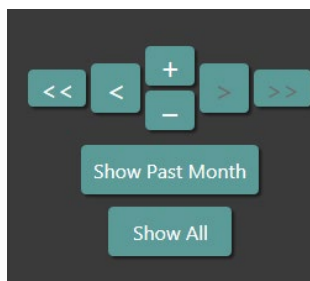 +
<< < > >>
−
Show Past Month
Show All